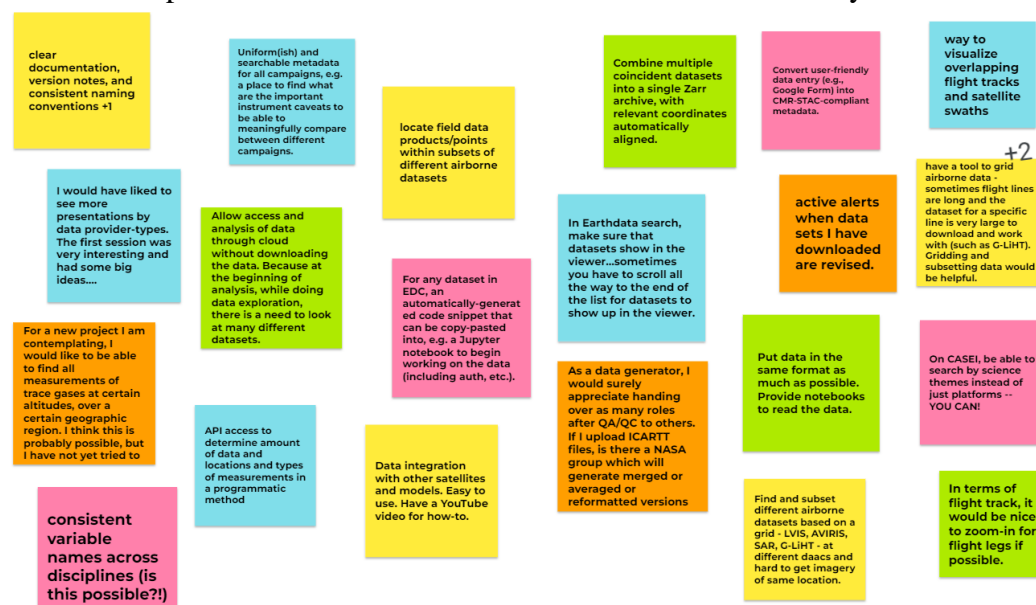 clear
documentation,
version notes, and
consistent naming
conventions +1
Uniform(ish) and
searchable metadata
for all campaigns, e.g.
a place to find what
are the important
instrument caveats to
be able to
meaningfully compare
between different
campaigns.
locate field data
products/points
within subsets of
different airborne
datasets
Combine multiple
coincident datasets
into a single Zarr
archive, with
relevant coordinates
automatically
aligned.
Convert user-friendly
data entry (e.g.,
Google Form) into
CMR-STAC-compliant
metadata.
way to
visualize
overlapping
flight tracks
and satellite
swaths
+2
I would have liked to
see more
presentations by
data provider-types.
The first session was
very interesting and
had some big
ideas....
Allow access and
analysis of data
through cloud
without downloading
the data. Because at
the beginning of
analysis, while doing
data exploration,
there is a need to look
at many different
datasets.
For any dataset in
EDC, an
automatically-generat
ed code snippet that
can be copy-pasted
into, e.g. a Jupyter
notebook to begin
working on the data
(including auth, etc.).
In Earthdata search,
make sure that
datasets show in the
viewer...sometimes
you have to scroll all
the way to the end of
the list for datasets to
show up in the viewer.
active alerts
when data
sets I have
downloaded
are revised.
have a tool to grid
airborne data -
sometimes flight lines
are long and the
dataset for a specific
line is very large to
download and work
with (such as G-LiHT).
Gridding and
subsetting data would
be helpful.
For a new project I am
contemplating, I
would like to be able
to find all
measurements of
trace gases at certain
altitudes, over a
certain geographic
region. I think this is
probably possible, but
I have not yet tried to
API access to
determine amount
of data and
locations and types
of measurements in
a programmatic
method
Data integration
with other satellites
and models. Easy to
use. Have a YouTube
video for how-to.
As a data generator, I
would surely
appreciate handing
over as many roles
after QA/QC to others.
If I upload ICARTT
files, is there a NASA
group which will
generate merged or
averaged or
reformatted versions
Put data in the
same format as
much as possible.
Provide notebooks
to read the data.
On CASEI, be able to
search by science
themes instead of
just platforms --
YOU CAN!
consistent
variable
names across
disciplines (is
this possible?!)
Find and subset
different airborne
datasets based on a
grid - LVIS, AVIRIS,
SAR, G-LiHT - at
different daacs and
hard to get imagery
of same location.
In terms of
flight track, it
would be nice
to zoom-in for
flight legs if
possible.